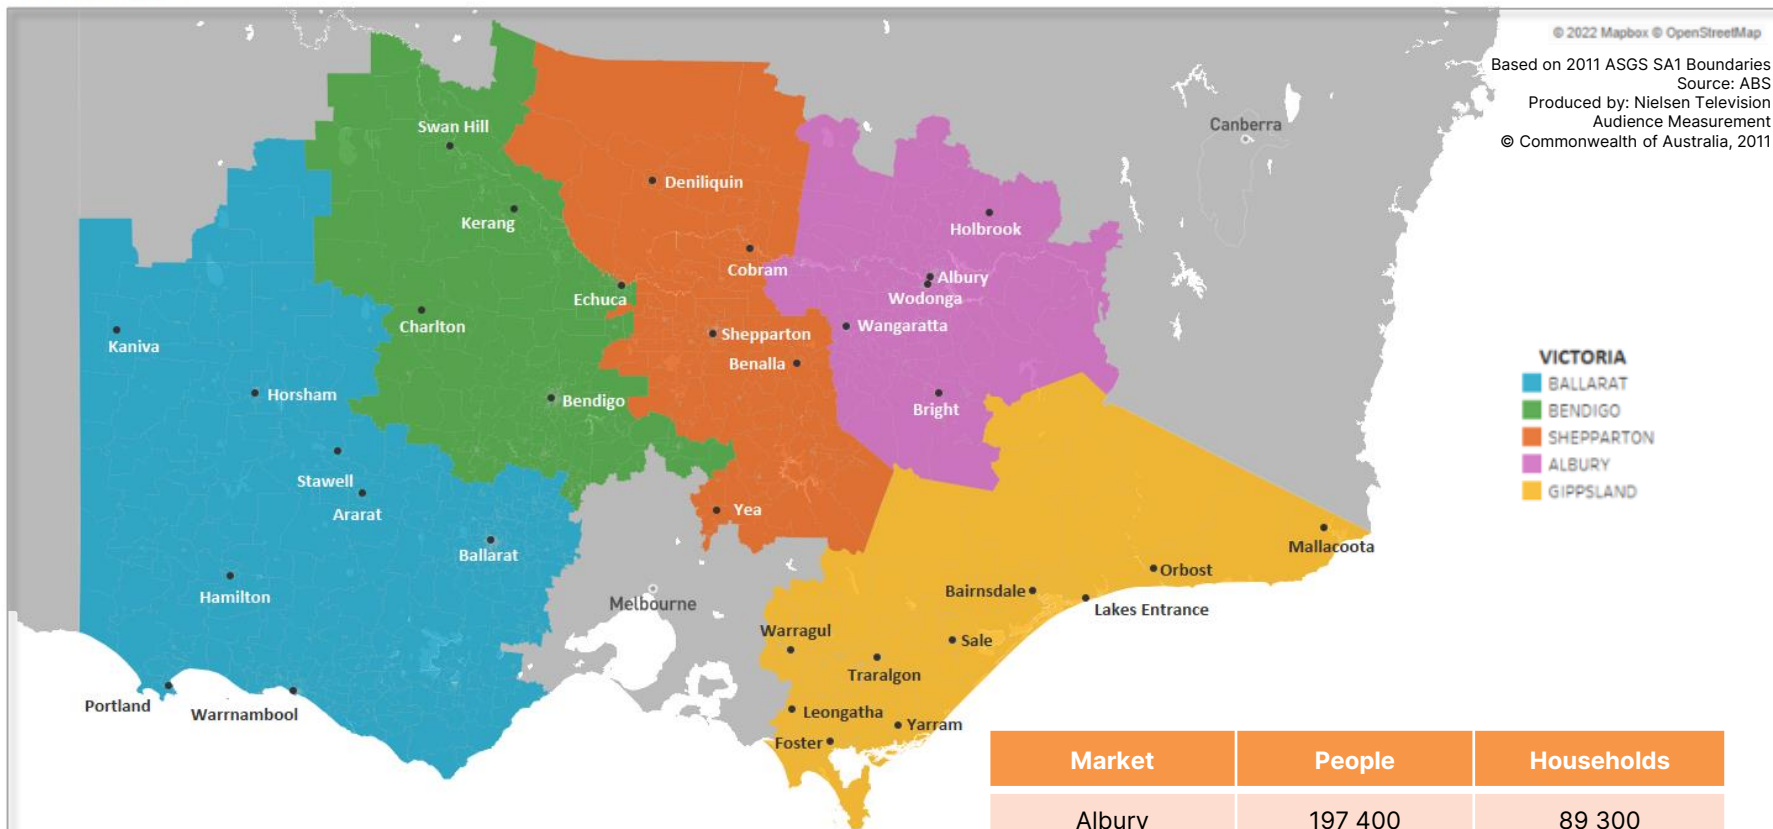 © 2022 Mapbox © OpenStreetMap
Based on 2011 ASGS SA1 Boundaries
Source: ABS
Produced by: Nielsen Television
Audience Measurement
© Commonwealth of Australia, 2011
Canberra
Swan Hill
Deniliquin
Kerang
Holbrook
Cobram
Albury
Echuca
Wodonga
Charlton
Shepparton
Wangaratta
Kaniva
Benalla
Horsham
Bendigo
Bright
VICTORIA
BALLARAT
BENDIGO
SHEPPARTON
ALBURY
GIPPSLAND
Stawell
Ararat
Yea
Ballarat
Mallacoota
Orbost
Hamilton
Melbourne
Bairnsdale
Lakes Entrance
Warragul
Sale
Traralgon
Portland
Warrnambool
Leongatha
Yarram
Foster
Market People Households
Albury 197 400 89 300